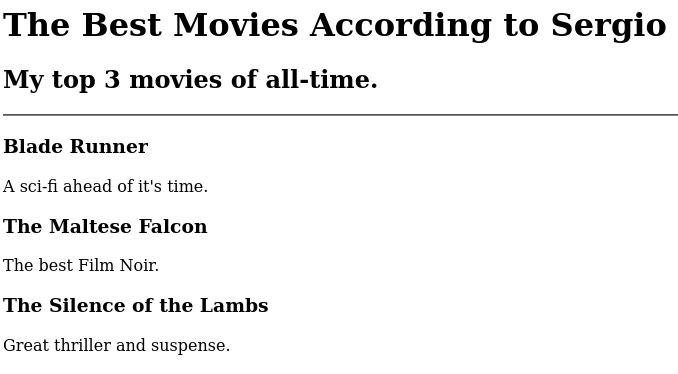 The Best Movies According to Sergio
My top 3 movies of all-time.
Blade Runner
A sci-fi ahead of it's time.
The Maltese Falcon
The best Film Noir.
The Silence of the Lambs
Great thriller and suspense.